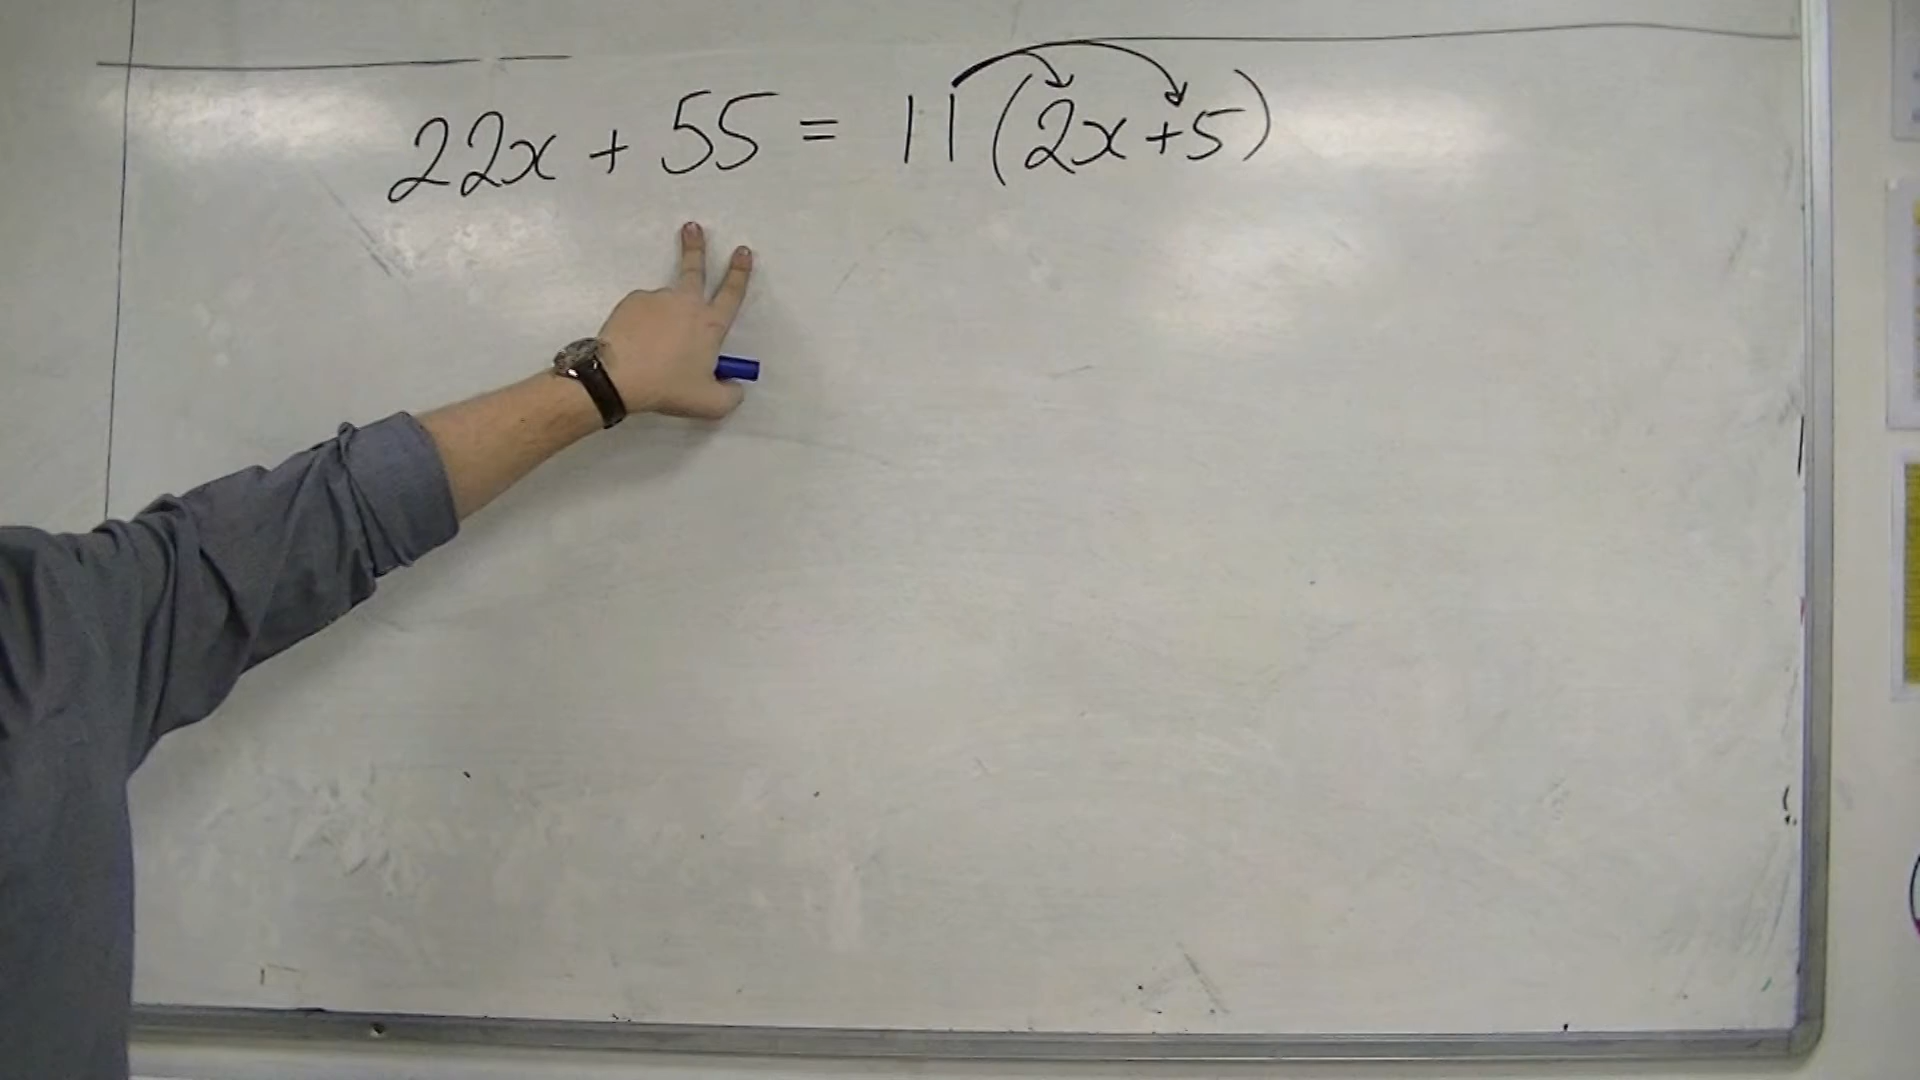 22x + 55 = 11(2x+5)